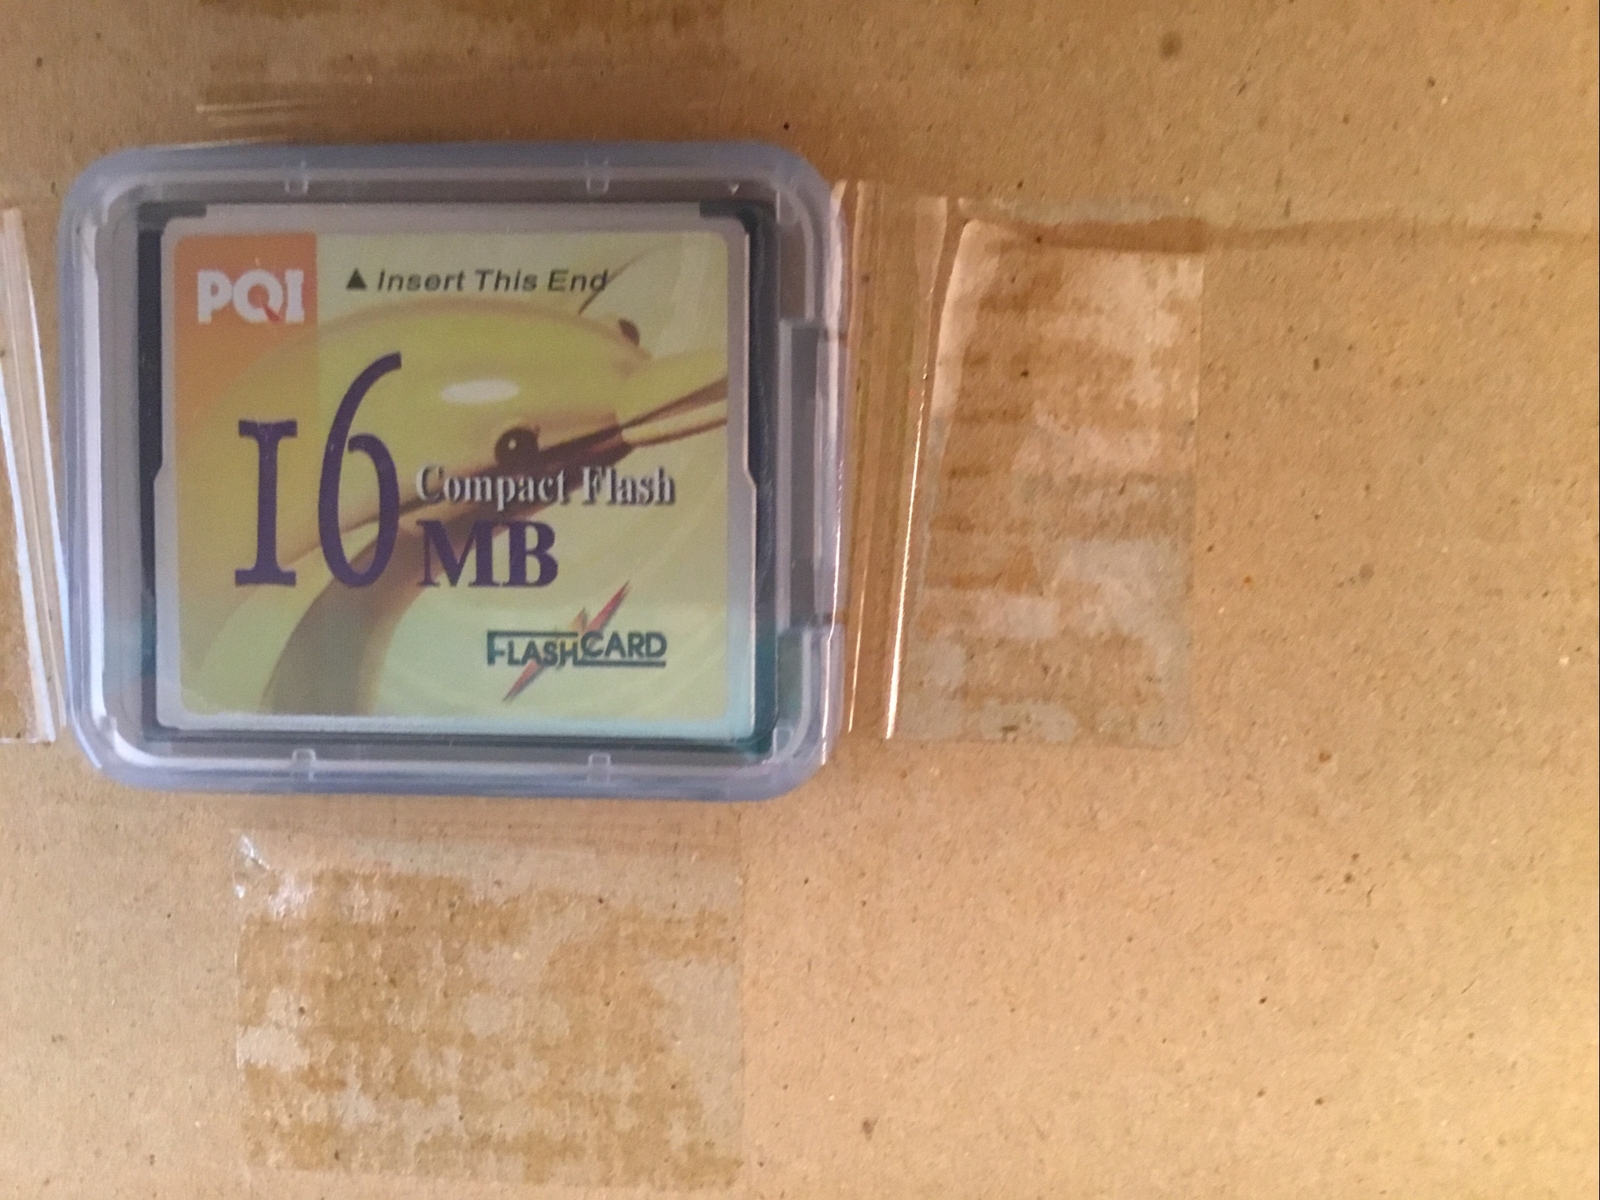 PQI
▲ Insert This End
16
Compact Flash
MB
FLASHCARD